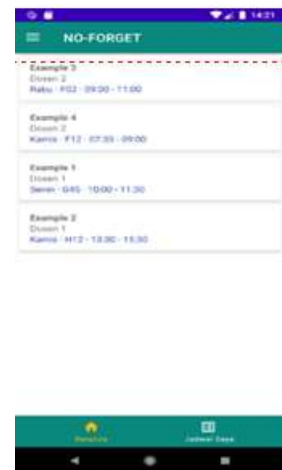 14:21
NO-FORGET
Example 3
Dosen 2
Rabu - F02 - 09:00 - 11:00
Example 4
Dosen 2
Kamis - F12 - 07:35 - 09:00
Example 1
Dosen 1
Senin - G45 - 10:00 - 11:30
Example 2
Dosen 1
Kamis - H12 - 13:30 - 15:30
Jadwal Saya